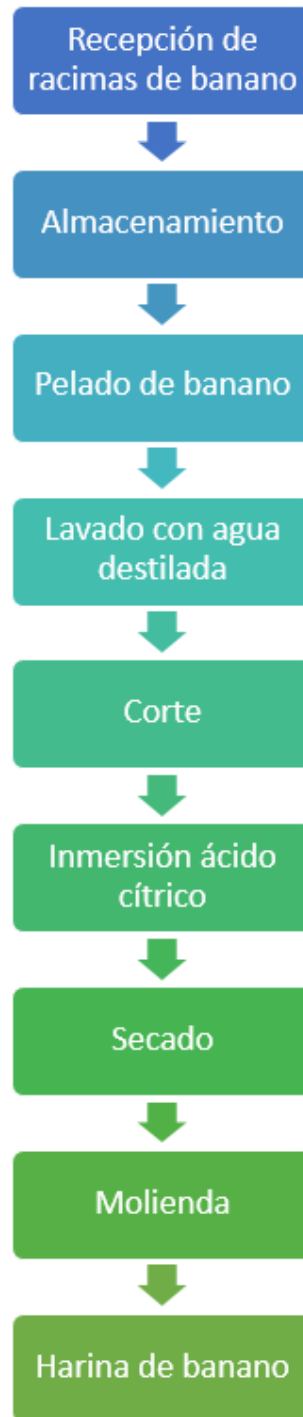 Recepción de
racimas de banano
Almacenamiento
Pelado de banano
Lavado con agua
destilada
Corte
Inmersión ácido
cítrico
Secado
Molienda
Harina de banano